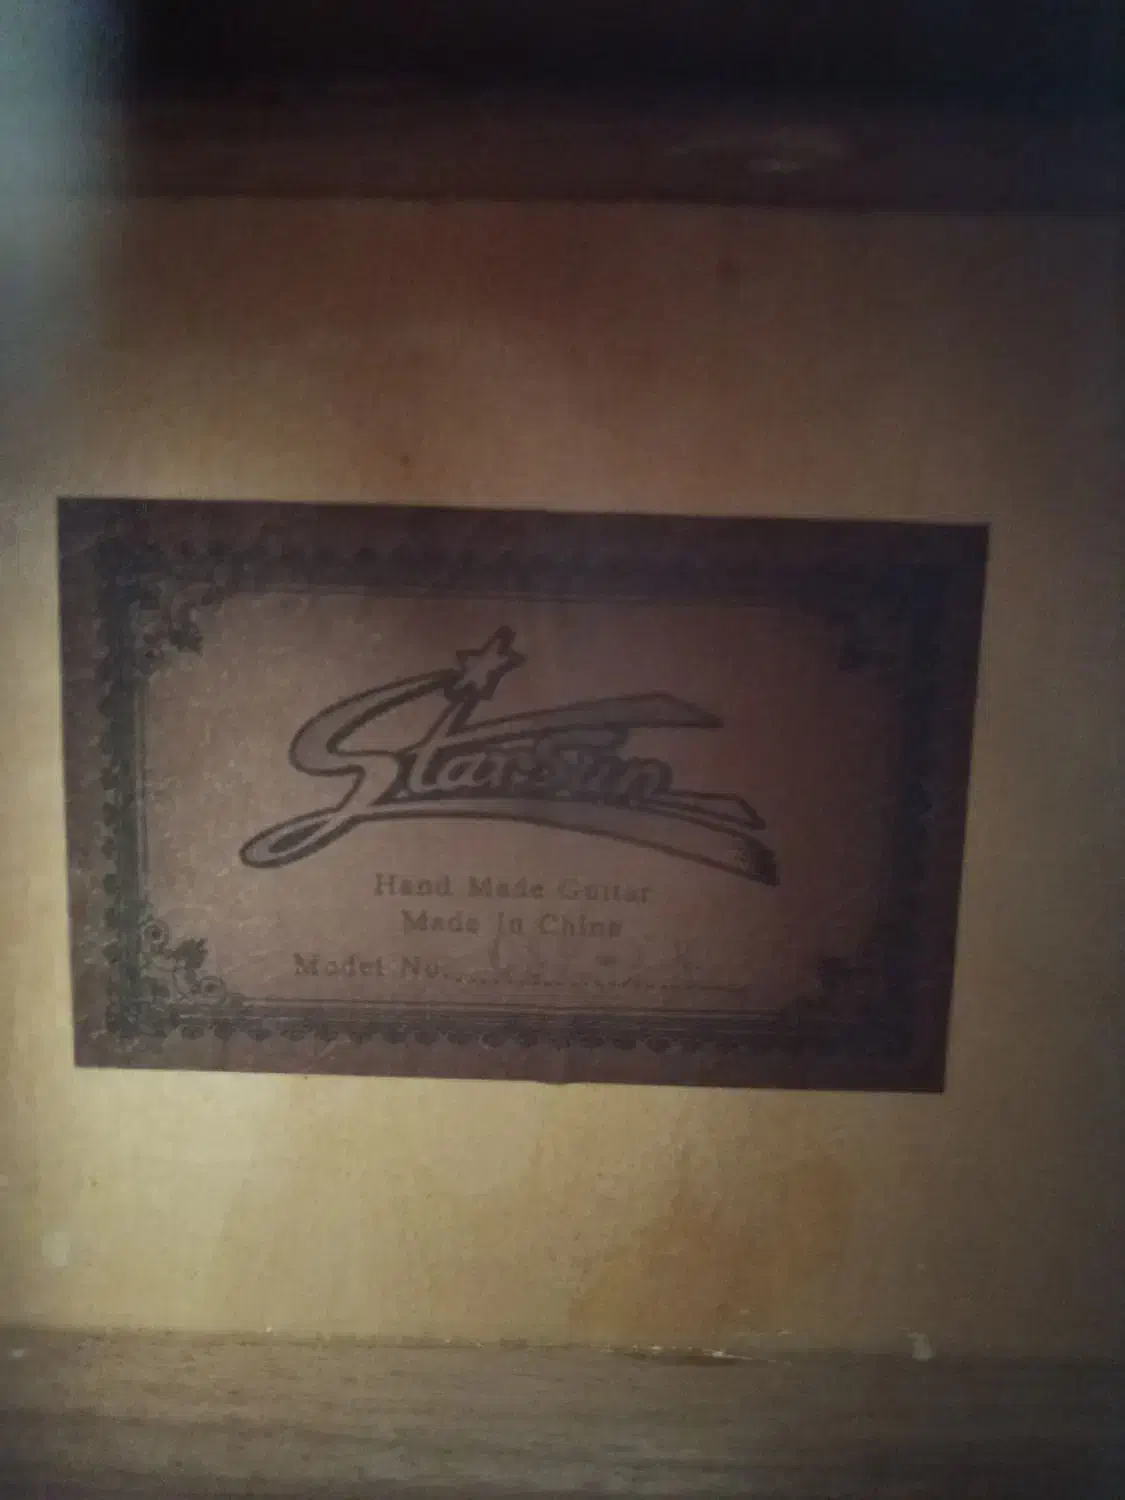 StarSun
Hand Made Guitar
Made In China
Model No.